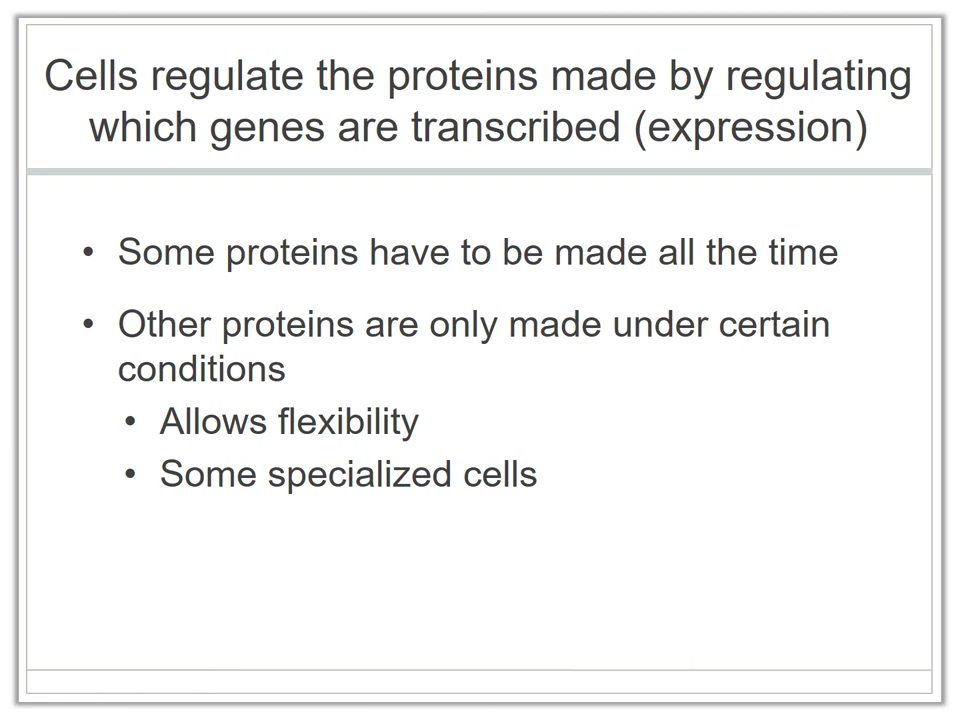 Cells regulate the proteins made by regulating
which genes are transcribed (expression)
• Some proteins have to be made all the time
• Other proteins are only made under certain
conditions
• Allows flexibility
• Some specialized cells